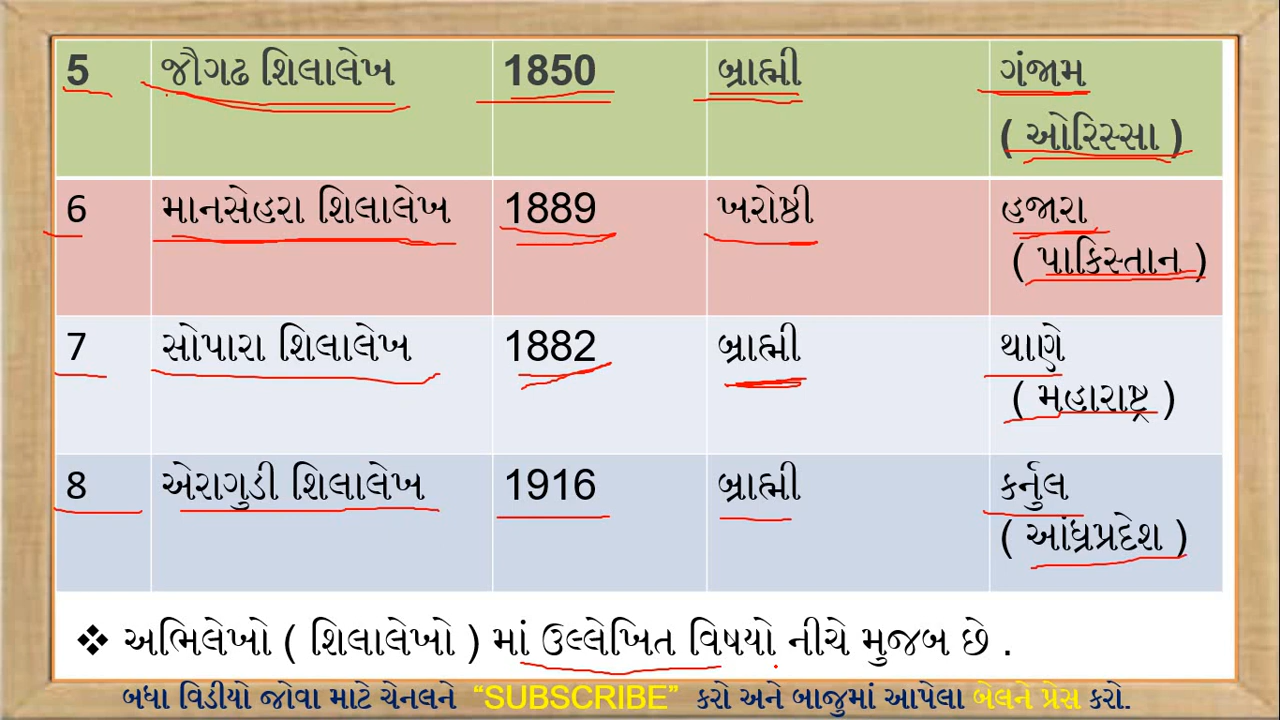 5 જૌગઢ શિલાલેખ 1850 બ્રાહ્મી ગંજામ
( ઓરિસ્સા )
6 માનસેહરા શિલાલેખ 1889 ખરોષ્ઠી હજારા
( પાકિસ્તાન )
7 સોપારા શિલાલેખ 1882 બ્રાહ્મી થાણે
( મહારાષ્ટ્ર )
8 એરાગુડી શિલાલેખ 1916 બ્રાહ્મી કર્નુલ
( આંધ્રપ્રદેશ )
❖ અભિલેખો ( શિલાલેખો ) માં ઉલ્લેખિત વિષયો નીચે મુજબ છે .
બધા વિડીયો જોવા માટે ચેનલને “SUBSCRIBE” કરો અને બાજુમાં આપેલા બેલને પ્રેસ કરો.